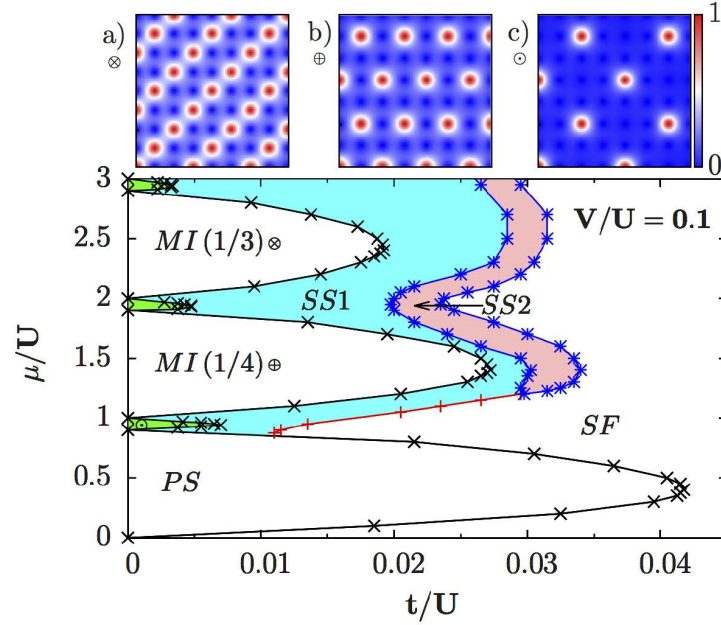 a) b) c) 1
⊗ ⊕ ⊙
0
3
V/U = 0.1
2.5 MI (1/3) ⊗
2 SS1 SS2
μ/U
1.5 MI (1/4) ⊕
1 ⊙ SF
0.5 PS
0
0 0.01 0.02 0.03 0.04
t/U